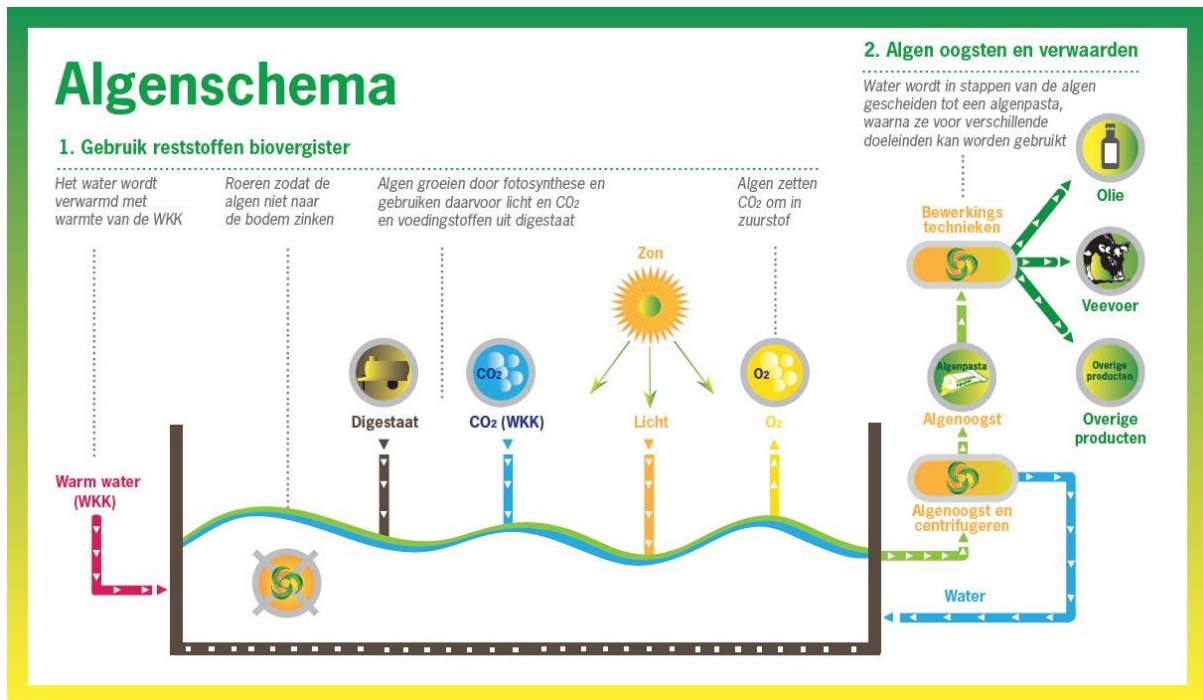 Algenschema
1. Gebruik reststoffen biovergister
Het water wordt
verwarmd met
warmte van de WKK
Roeren zodat de
algen niet naar
de bodem zinken
Algen groeien door fotosynthese en
gebruiken daarvoor licht en CO2
en voedingstoffen uit digestaat
Algen zetten
CO2 om in
zuurstof
Zon
CO2
O2
Digestaat
CO2 (WKK)
Licht
O2
Warm water
(WKK)
2. Algen oogsten en verwaarden
Water wordt in stappen van de algen
gescheiden tot een algenpasta,
waarna ze voor verschillende
doeleinden kan worden gebruikt
Olie
Bewerkings
technieken
Veevoer
Algenpasta
Algenoogst
Overige
producten
Overige
producten
Algenoogst en
centrifugeren
Water